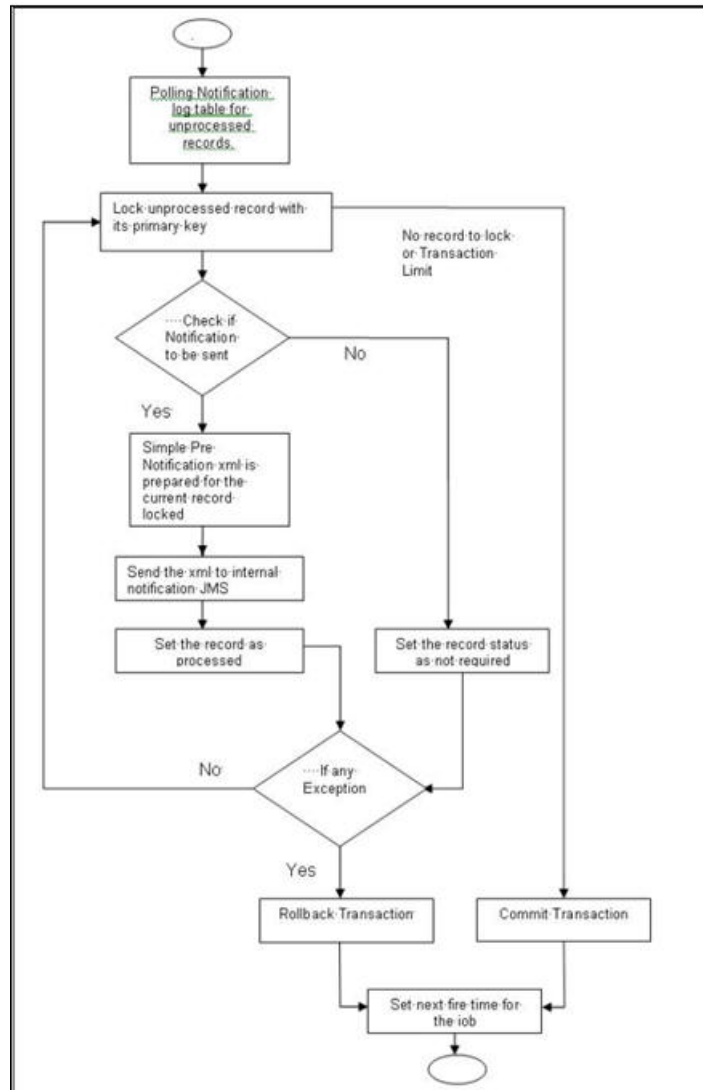 Polling Notification
log table for
unprocessed
records.
Lock unprocessed record with
its primary key
No record to lock
or Transaction
Limit
Check if
Notification
to be sent
No
Yes
Simple Pre
Notification xml is
prepared for the
current record
locked
Send the xml to internal
notification JMS
Set the record as
processed
Set the record status
as not required
If any
Exception
No
Yes
Rollback Transaction
Commit Transaction
Set next fire time for
the job